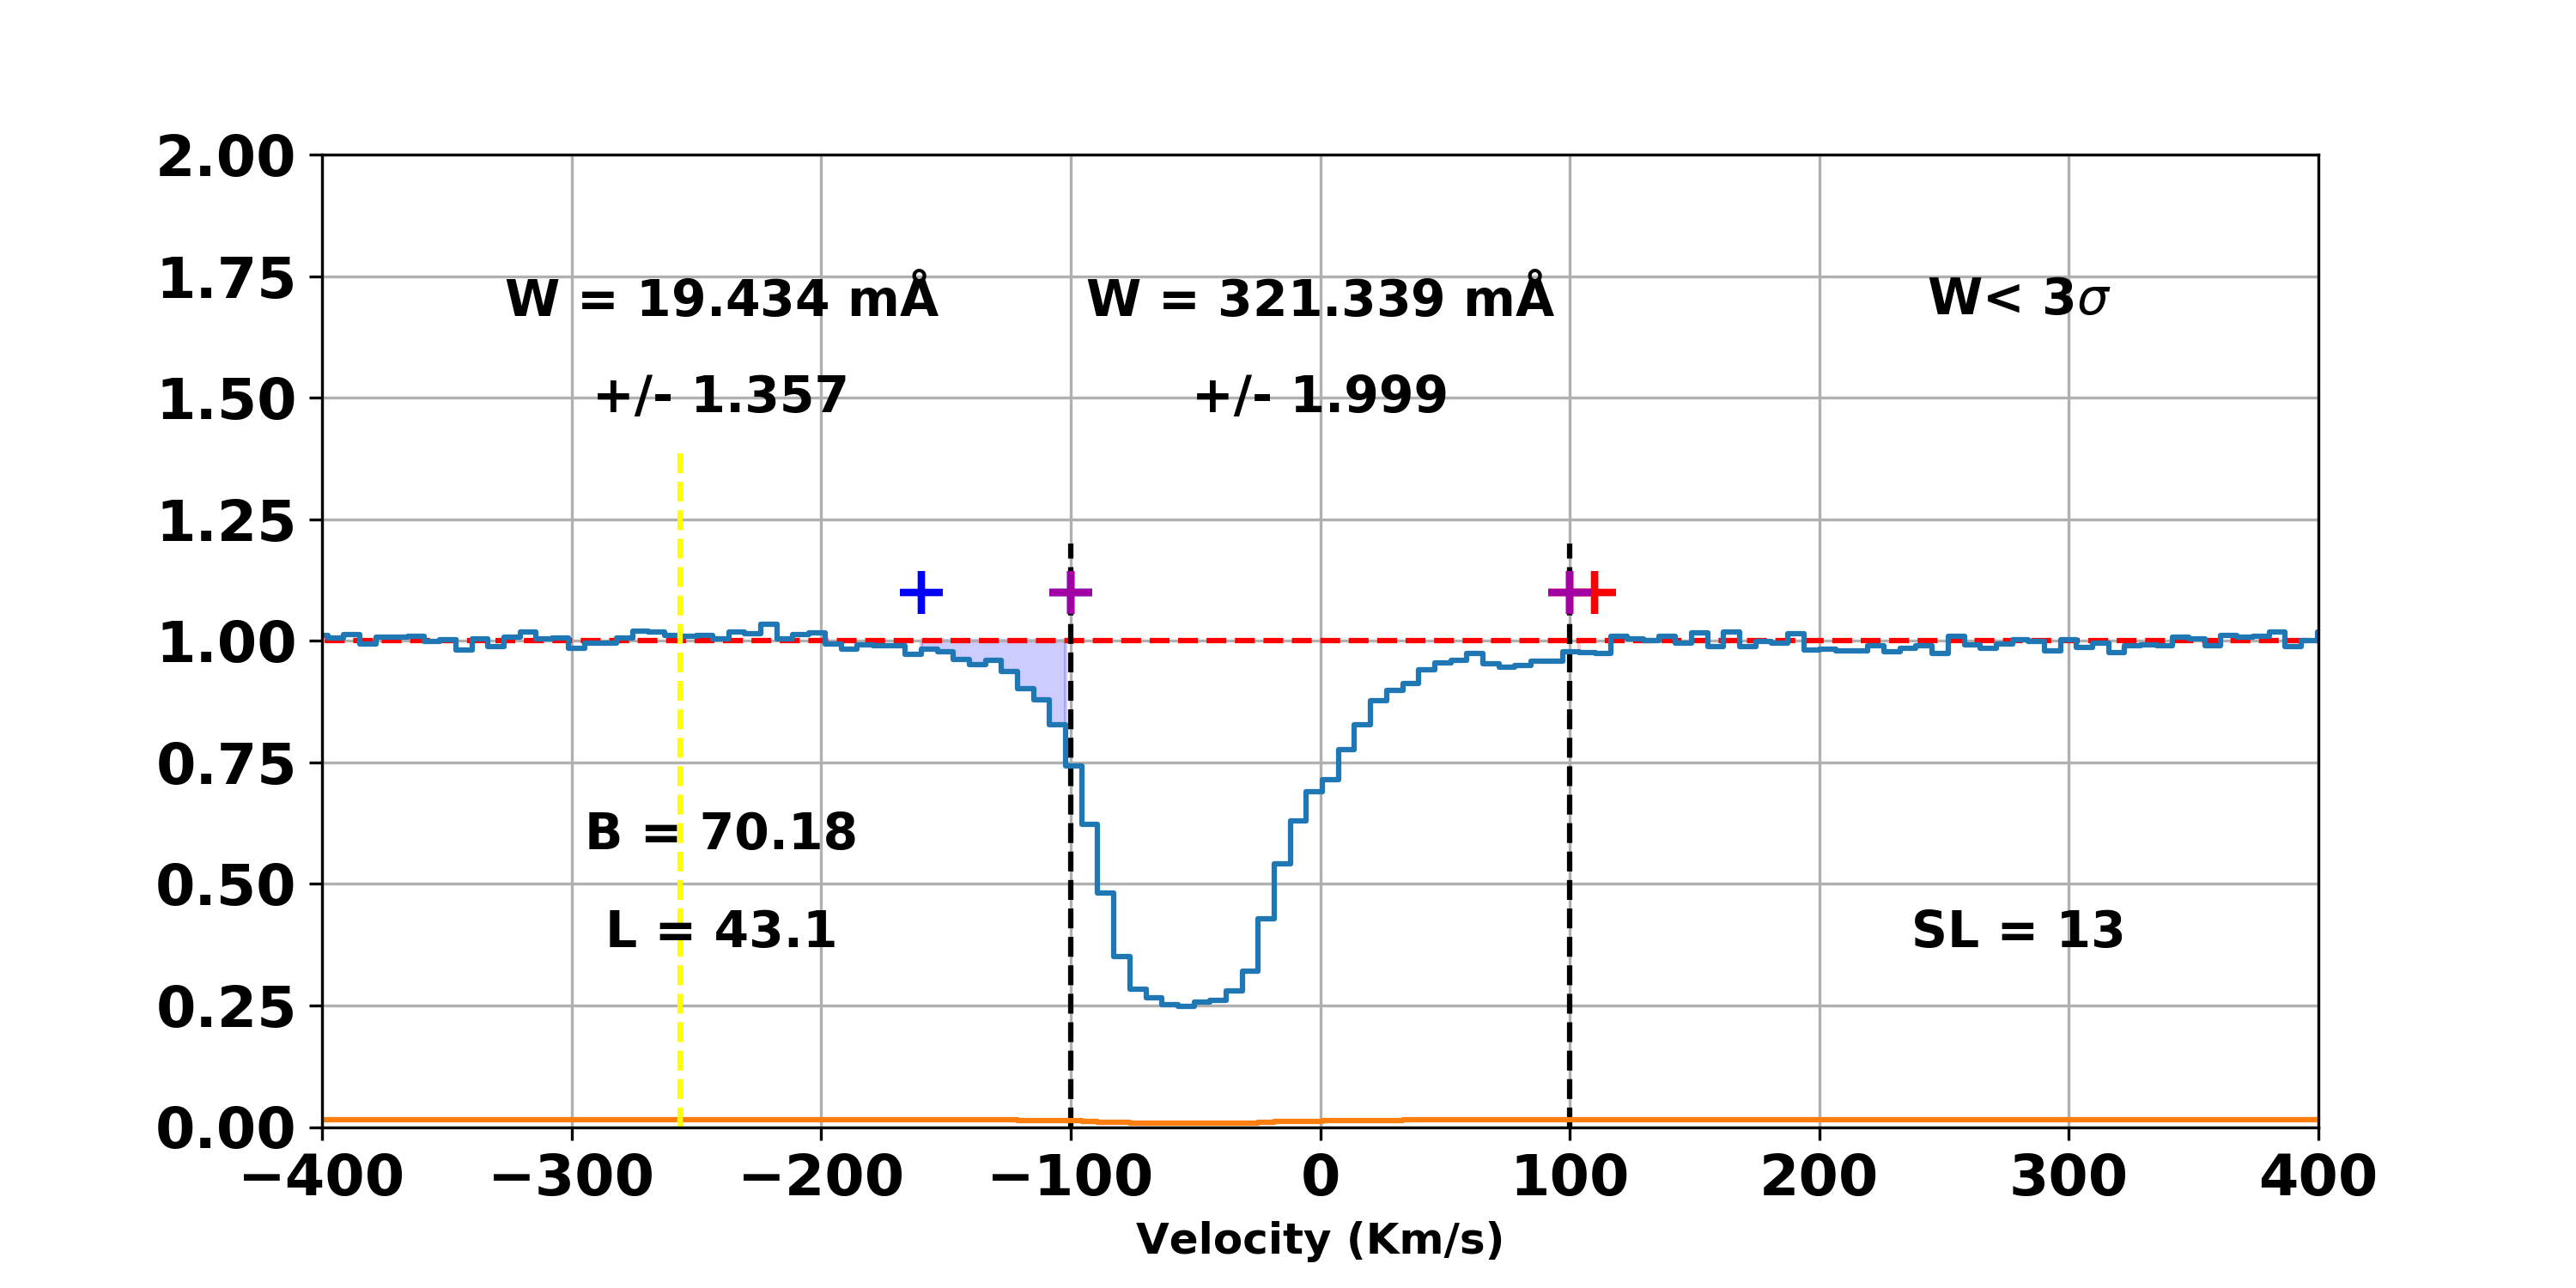 2.00
1.75
1.50
1.25
1.00
0.75
0.50
0.25
0.00
W = 19.434 mÅ
+/- 1.357
W = 321.339 mÅ
+/- 1.999
W< 3σ
B = 70.18
L = 43.1
SL = 13
−400 −300 −200 −100 0 100 200 300 400
Velocity (Km/s)